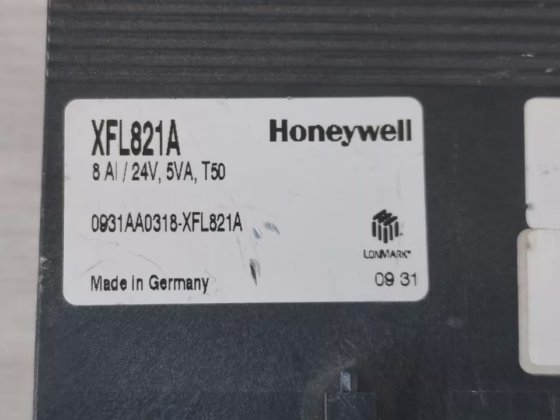 XFL821A
Honeywell
8 AI / 24V, 5VA, T50
0931AA0318-XFL821A
LONMARK®
Made in Germany
09 31